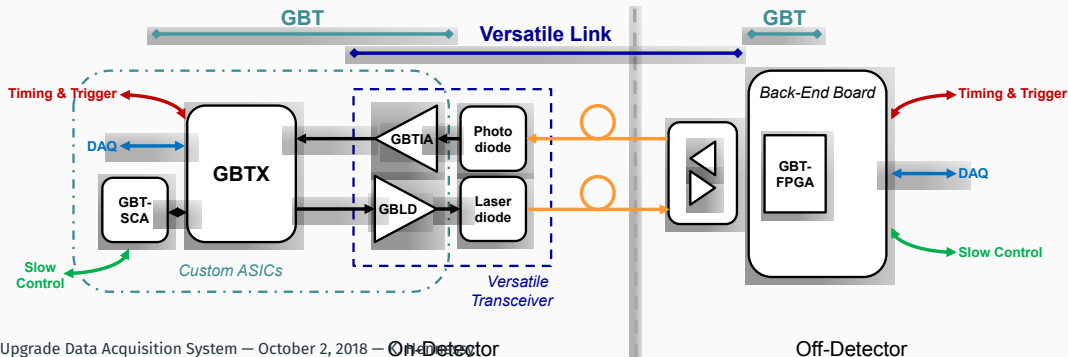 GBT
GBT
Versatile Link
Timing & Trigger
DAQ
GBTX
GBT-
SCA
Slow
Control
Custom ASICs
GBTIA
GBLD
Photo
diode
Laser
diode
Versatile
Transceiver
Back-End Board
GBT-
FPGA
Timing & Trigger
DAQ
Slow Control
Upgrade Data Acquisition System — October 2, 2018 — K. Hennessy
On-Detector
Off-Detector